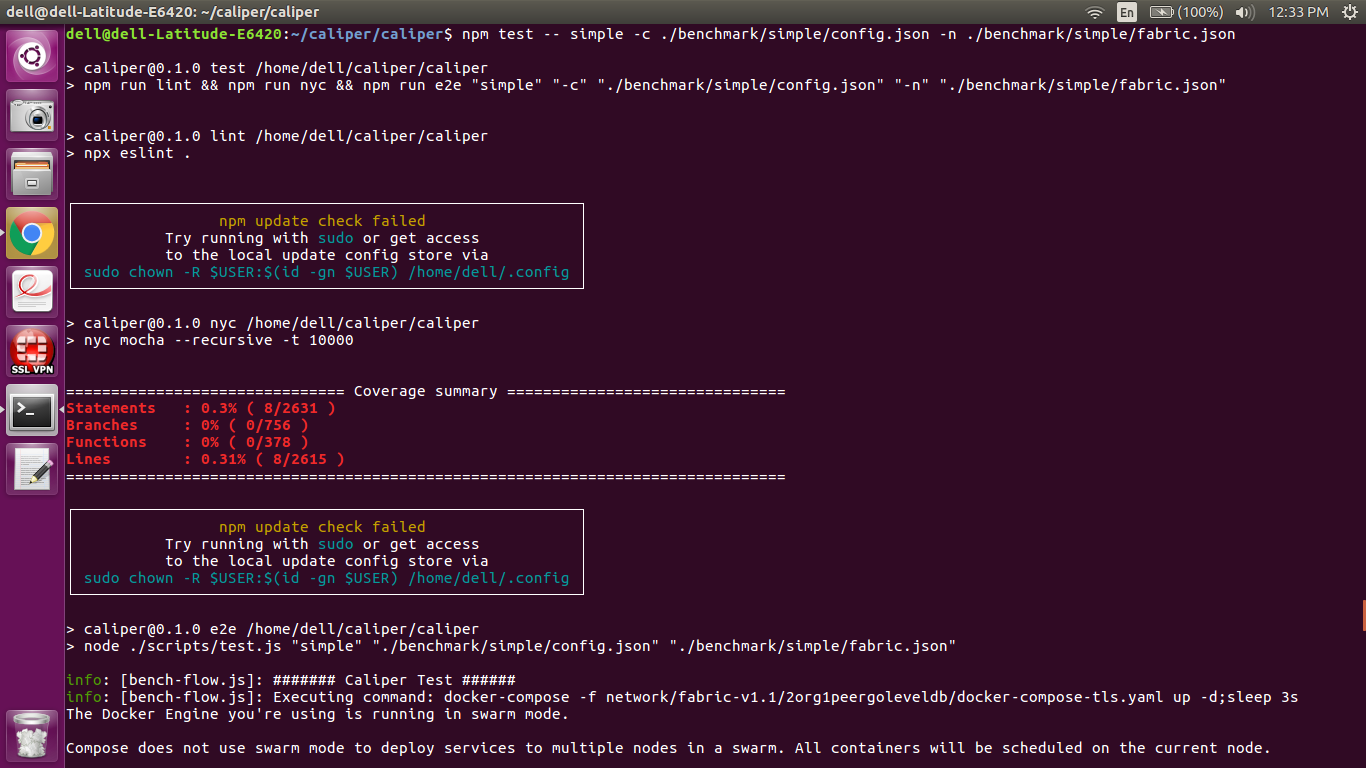 dell@dell-Latitude-E6420: ~/caliper/caliper
En
(100%)
12:33 PM
dell@dell-Latitude-E6420:~/caliper/caliper$ npm test -- simple -c ./benchmark/simple/config.json -n ./benchmark/simple/fabric.json
> caliper@0.1.0 test /home/dell/caliper/caliper
> npm run lint && npm run nyc && npm run e2e "simple" "-c" "./benchmark/simple/config.json" "-n" "./benchmark/simple/fabric.json"
> caliper@0.1.0 lint /home/dell/caliper/caliper
> npx eslint .
npm update check failed
Try running with sudo or get access
to the local update config store via
sudo chown -R $USER:$(id -gn $USER) /home/dell/.config
> caliper@0.1.0 nyc /home/dell/caliper/caliper
> nyc mocha --recursive -t 10000
=============================== Coverage summary ===============================
Statements   : 0.3% ( 8/2631 )
Branches     : 0% ( 0/756 )
Functions    : 0% ( 0/378 )
Lines        : 0.31% ( 8/2615 )
================================================================================
npm update check failed
Try running with sudo or get access
to the local update config store via
sudo chown -R $USER:$(id -gn $USER) /home/dell/.config
> caliper@0.1.0 e2e /home/dell/caliper/caliper
> node ./scripts/test.js "simple" "./benchmark/simple/config.json" "./benchmark/simple/fabric.json"
info: [bench-flow.js]: ####### Caliper Test ######
info: [bench-flow.js]: Executing command: docker-compose -f network/fabric-v1.1/2org1peergoleveldb/docker-compose-tls.yaml up -d;sleep 3s
The Docker Engine you're using is running in swarm mode.
Compose does not use swarm mode to deploy services to multiple nodes in a swarm. All containers will be scheduled on the current node.
SSL VPN
>_